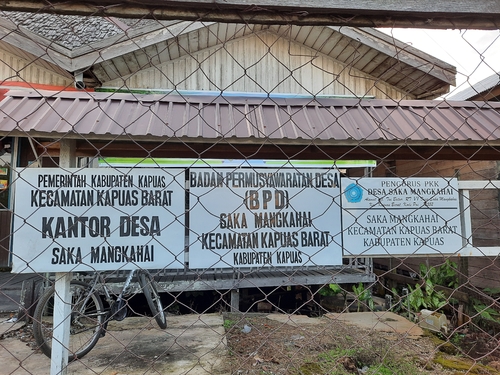 PEMERINTAH KABUPATEN KAPUAS
KECAMATAN KAPUAS BARAT
KANTOR DESA
SAKA MANGKAHAI
BADAN PERMUSYAWARATAN DESA
(BPD)
SAKA MANGKAHAI
KECAMATAN KAPUAS BARAT
KABUPATEN KAPUAS
PENGURUS PKK
DESA SAKA MANGKAHAI
SAKA MANGKAHAI
KECAMATAN KAPUAS BARAT
KABUPATEN KAPUAS